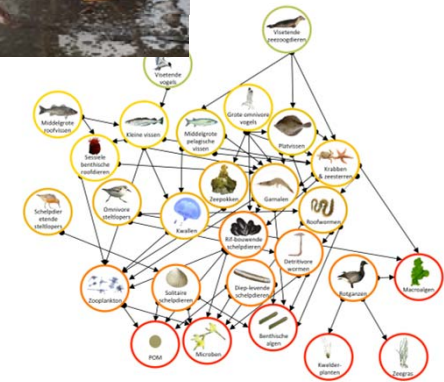 Visetende
zeezoogdieren
Visetende
vogels
Middelgrote
roofvissen
Kleine vissen
Middelgrote
pelagische
vissen
Grote omnivore
vogels
Platvissen
Krabben
& zeesterren
Sessiele
benthische
roofdieren
Schelpdier
etende
steltlopers
Omnivore
steltlopers
Kwallen
Zeepokken
Garnalen
Roofwormen
Rif-bouwende
schelpdieren
Detritivore
wormen
Zooplankton
Solitaire
schelpdieren
Diep-levende
schelpdieren
Rotganzen
Macroalgen
POM
Microben
Benthische
algen
Kwelder-
planten
Zeegras